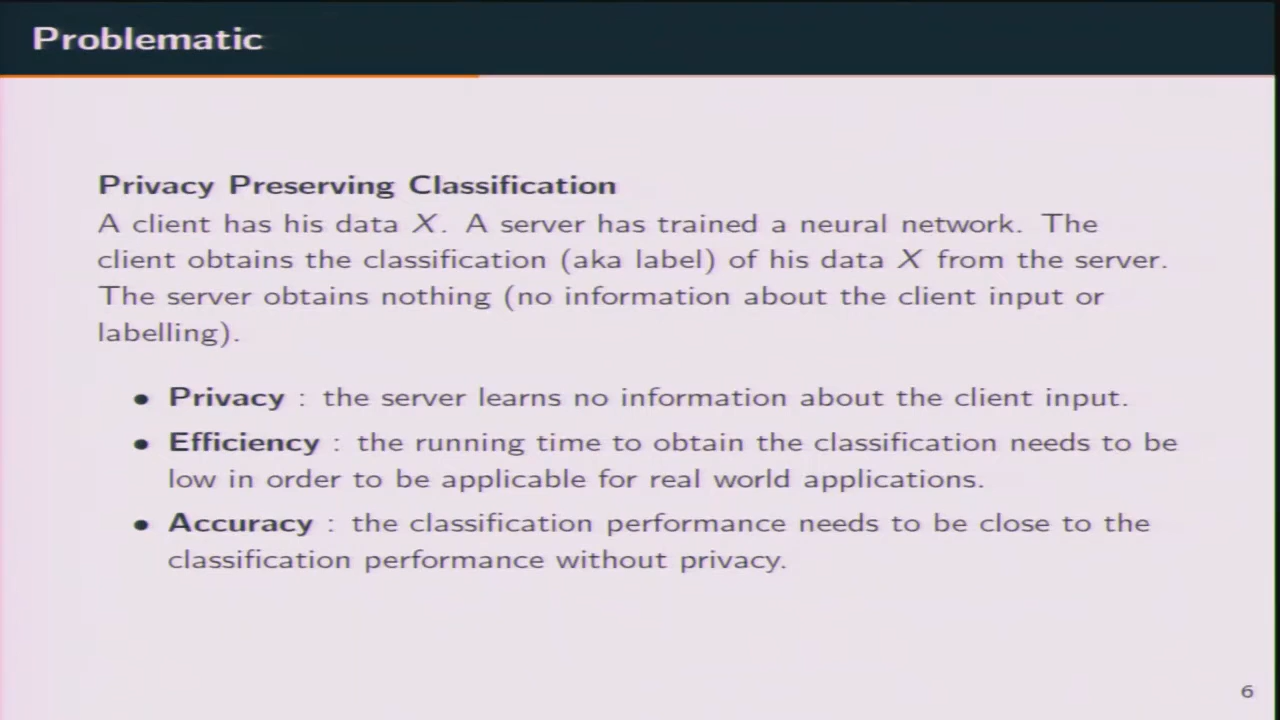 Problematic
Privacy Preserving Classification
A client has his data X. A server has trained a neural network. The
client obtains the classification (aka label) of his data X from the server.
The server obtains nothing (no information about the client input or
labelling).
• Privacy : the server learns no information about the client input.
• Efficiency : the running time to obtain the classification needs to be
low in order to be applicable for real world applications.
• Accuracy : the classification performance needs to be close to the
classification performance without privacy.
6